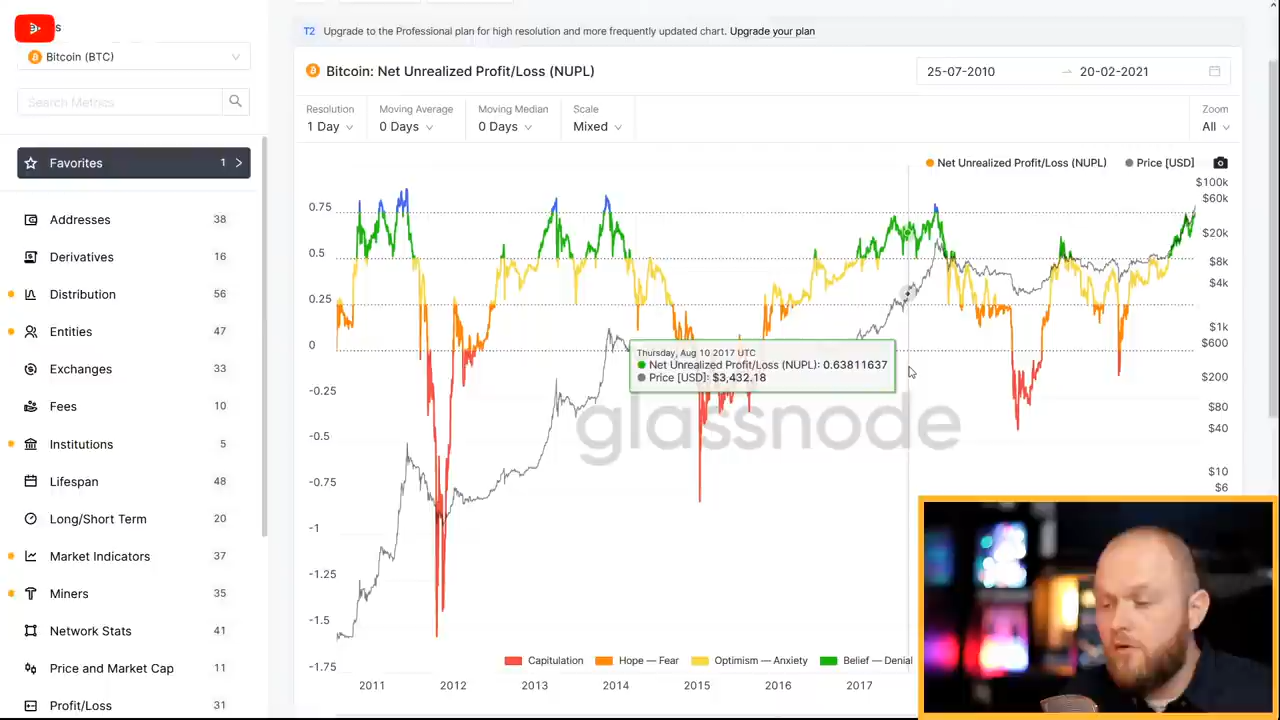 s
Bitcoin (BTC)
Search Metrics
Favorites 1
Addresses 38
Derivatives 16
Distribution 56
Entities 47
Exchanges 33
Fees 10
Institutions 5
Lifespan 48
Long/Short Term 20
Market Indicators 37
Miners 35
Network Stats 41
Price and Market Cap 11
Profit/Loss 31
T2 Upgrade to the Professional plan for high resolution and more frequently updated chart. Upgrade your plan
Bitcoin: Net Unrealized Profit/Loss (NUPL)
25-07-2010 → 20-02-2021
Resolution Moving Average Moving Median Scale Zoom
1 Day 0 Days 0 Days Mixed All
Net Unrealized Profit/Loss (NUPL) Price [USD]
0.75
0.5
0.25
0
-0.25
-0.5
-0.75
-1
-1.25
-1.5
-1.75
$100k
$60k
$20k
$8k
$4k
$1k
$600
$200
$80
$40
$10
$6
Thursday, Aug 10 2017 UTC
Net Unrealized Profit/Loss (NUPL): 0.63811637
Price [USD]: $3,432.18
glassnode
Capitulation Hope — Fear Optimism — Anxiety Belief — Denial
2011 2012 2013 2014 2015 2016 2017